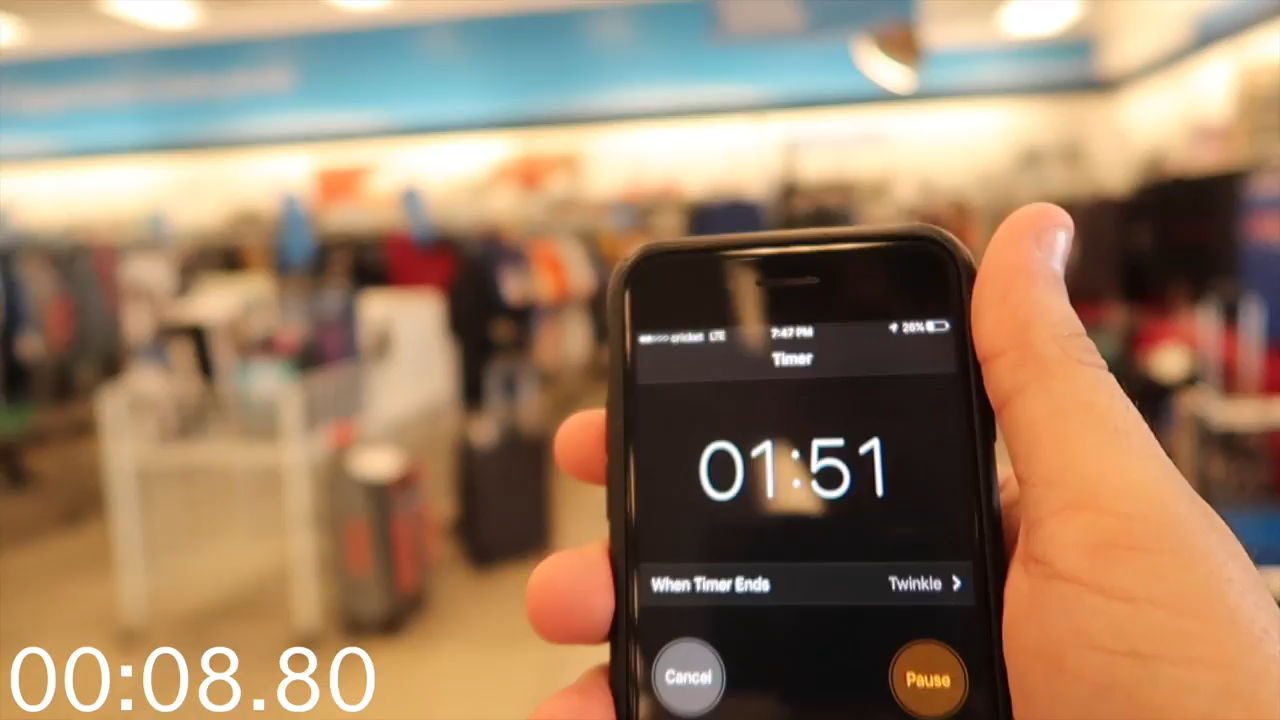 cricket LTE 7:47 PM 26%
Timer
01:51
When Timer Ends Twinkle >
Cancel Pause
00:08.80